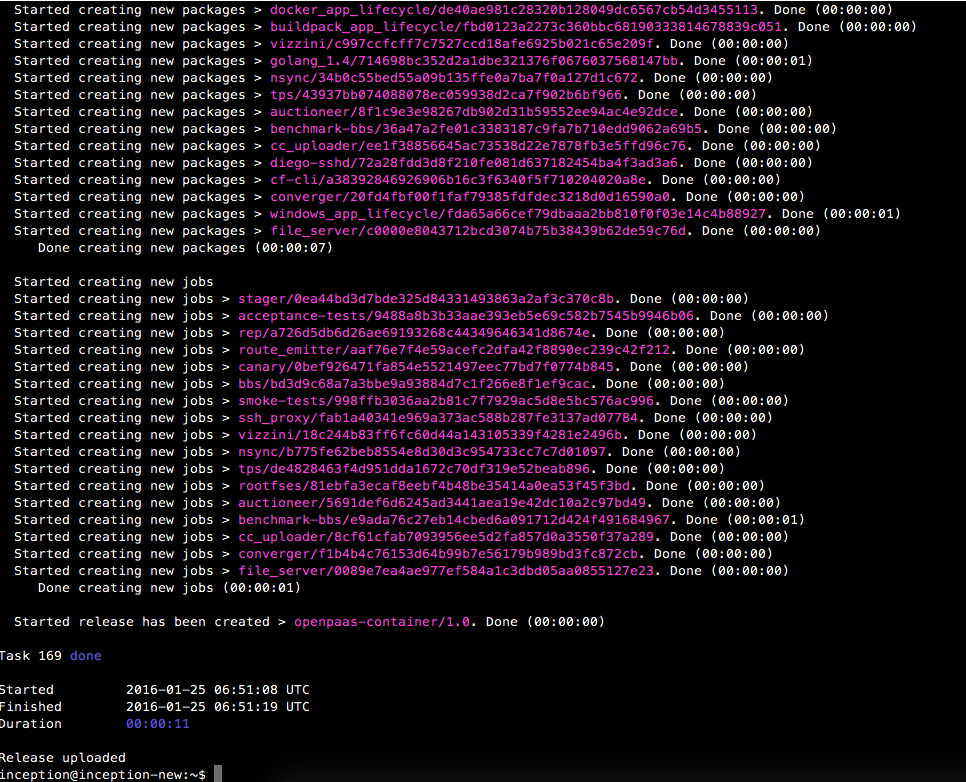 Started creating new packages > docker_app_lifecycle/de40ae981c28320b128049dc6567cb54d3455113. Done (00:00:00)
Started creating new packages > buildpack_app_lifecycle/fbd0123a2273c360bbc68190333814678839c051. Done (00:00:00)
Started creating new packages > vizzini/c997ccfcff7c7527ccd18afe6925b021c65e209f. Done (00:00:00)
Started creating new packages > golang_1.4/714698bc352d2a1dbe321376f0676037568147bb. Done (00:00:01)
Started creating new packages > nsync/34b0c55bed55a09b135ffe0a7ba7f0a127d1c672. Done (00:00:00)
Started creating new packages > tps/43937bb074088078ec059938d2ca7f902b6bf966. Done (00:00:00)
Started creating new packages > auctioneer/8f1c9e3e98267db902d31b59552ee94ac4e92dce. Done (00:00:00)
Started creating new packages > benchmark-bbs/36a47a2fe01c3383187c9fa7b710edd9062a69b5. Done (00:00:00)
Started creating new packages > cc_uploader/ee1f38856645ac73538d22e7878fb3e5ffd96c76. Done (00:00:00)
Started creating new packages > diego-sshd/72a28fdd3d8f210fe081d637182454ba4f3ad3a6. Done (00:00:00)
Started creating new packages > cf-cli/a38392846926906b16c3f6340f5f710204020a8e. Done (00:00:00)
Started creating new packages > converger/20fd4fbf00f1faf79385fdfdec3218d0d16590a0. Done (00:00:00)
Started creating new packages > windows_app_lifecycle/fda65a66cef79dbaaa2bb810f0f03e14c4b88927. Done (00:00:01)
Started creating new packages > file_server/c0000e8043712bcd3074b75b38439b62de59c76d. Done (00:00:00)
Done creating new packages (00:00:07)
Started creating new jobs
Started creating new jobs > stager/0ea44bd3d7bde325d84331493863a2af3c370c8b. Done (00:00:00)
Started creating new jobs > acceptance-tests/9488a8b3b33aae393eb5e69c582b7545b9946b06. Done (00:00:00)
Started creating new jobs > rep/a726d5db6d26ae69193268c44349646341d8674e. Done (00:00:00)
Started creating new jobs > route_emitter/aaf76e7f4e59acefc2dfa42f8890ec239c42f212. Done (00:00:00)
Started creating new jobs > canary/0bef926471fa854e5521497eec77bd7f0774b845. Done (00:00:00)
Started creating new jobs > bbs/bd3d9c68a7a3bbe9a93884d7c1f266e8f1ef9cac. Done (00:00:00)
Started creating new jobs > smoke-tests/998ffb3036aa2b81c7f7929ac5d8e5bc576ac996. Done (00:00:00)
Started creating new jobs > ssh_proxy/fab1a40341e969a373ac588b287fe3137ad07784. Done (00:00:00)
Started creating new jobs > vizzini/18c244b83ff6fc60d44a143105339f4281e2496b. Done (00:00:00)
Started creating new jobs > nsync/b775fe62beb8554e8d30d3c954733cc7c7d01097. Done (00:00:00)
Started creating new jobs > tps/de4828463f4d951dda1672c70df319e52beab896. Done (00:00:00)
Started creating new jobs > rootfses/81ebfa3ecaf8eebf4b48be35414a0ea53f45f3bd. Done (00:00:00)
Started creating new jobs > auctioneer/5691def6d6245ad3441aea19e42dc10a2c97bd49. Done (00:00:00)
Started creating new jobs > benchmark-bbs/e9ada76c27eb14cbed6a091712d424f491684967. Done (00:00:01)
Started creating new jobs > cc_uploader/8cf61cfab7093956ee5d2fa857d0a3550f37a289. Done (00:00:00)
Started creating new jobs > converger/f1b4b4c76153d64b99b7e56179b989bd3fc872cb. Done (00:00:00)
Started creating new jobs > file_server/0089e7ea4ae977ef584a1c3dbd05aa0855127e23. Done (00:00:00)
Done creating new jobs (00:00:01)
Started release has been created > openpaas-container/1.0. Done (00:00:00)
Task 169 done
Started 2016-01-25 06:51:08 UTC
Finished 2016-01-25 06:51:19 UTC
Duration 00:00:11
Release uploaded
inception@inception-new:~$